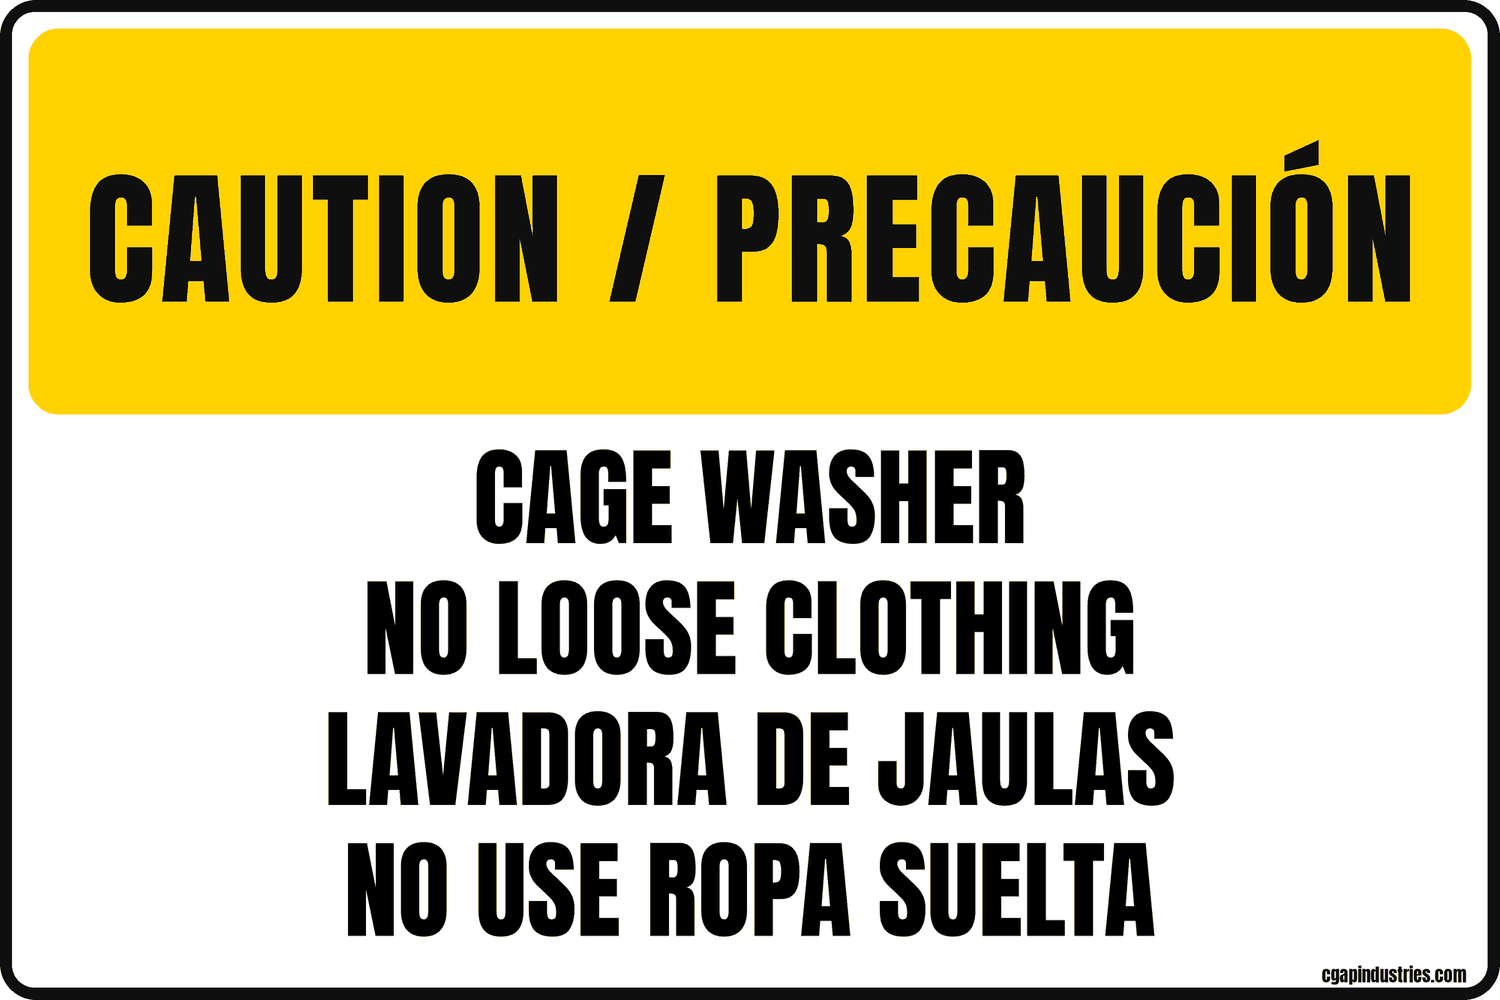 CAUTION / PRECAUCIÓN
CAGE WASHER
NO LOOSE CLOTHING
LAVADORA DE JAULAS
NO USE ROPA SUELTA
cgapindustries.com